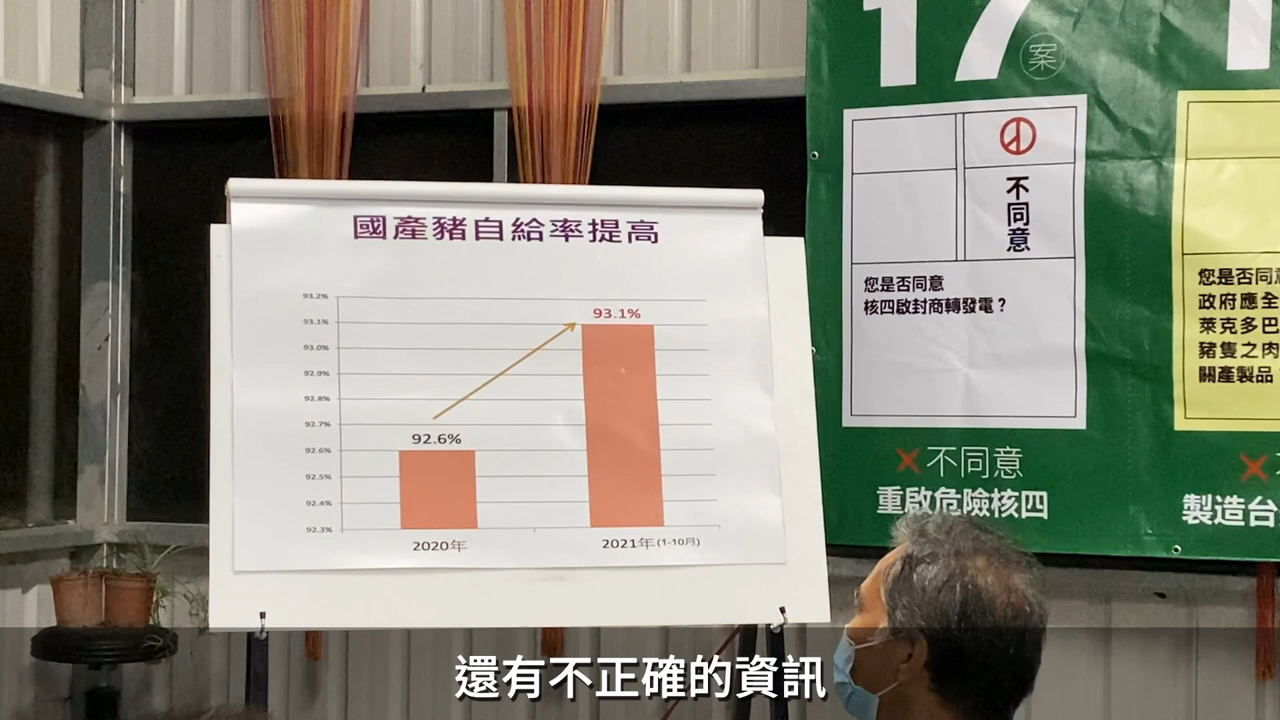 國產豬自給率提高
93.2%
93.1%
93.0%
92.9%
92.8%
92.7%
92.6%
92.5%
92.4%
92.3%
92.6%
93.1%
2020年
2021年(1-10月)
17案
不同意
您是否同意
核四啟封商轉發電？
不同意
重啟危險核四
1
您是否同意
政府應全
萊克多巴
豬隻之肉
關產製品
製造台
還有不正確的資訊